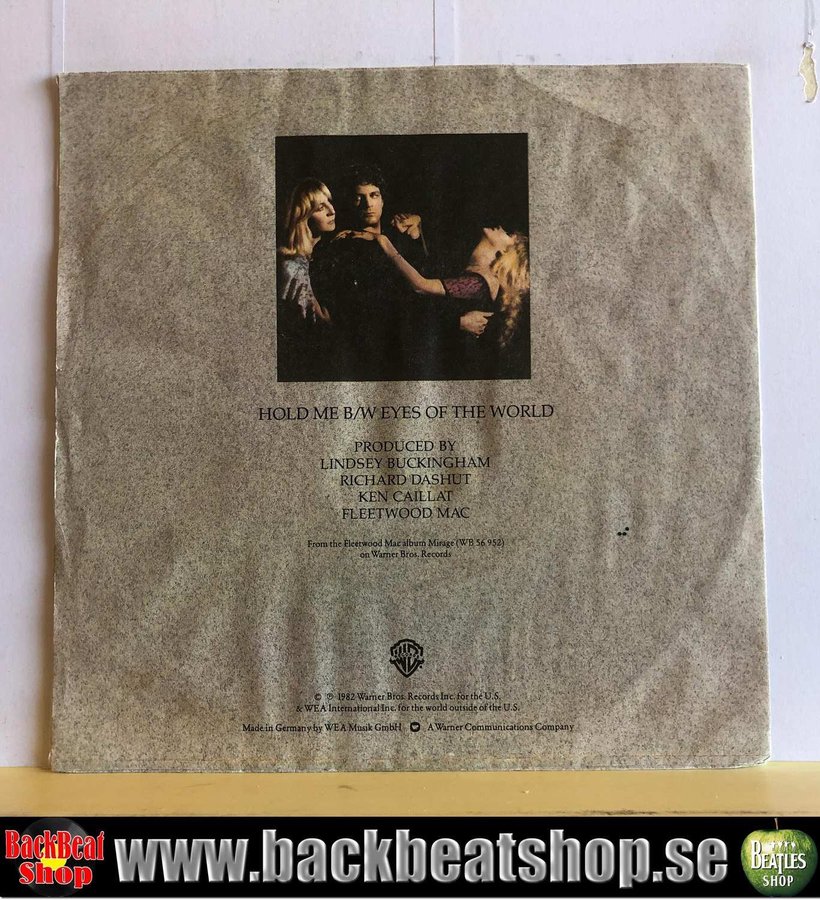 HOLD ME B/W EYES OF THE WORLD
PRODUCED BY
LINDSEY BUCKINGHAM
RICHARD DASHUT
KEN CAILLAT
FLEETWOOD MAC
From the Fleetwood Mac album Mirage (WB 56 952)
on Warner Bros. Records
© ℗ 1982 Warner Bros. Records Inc. for the U.S.
& WEA International Inc. for the world outside of the U.S.
Made in Germany by WEA Musik GmbH A Warner Communications Company
BackBeat
Shop
www.backbeatshop.se
BEATLES
SHOP